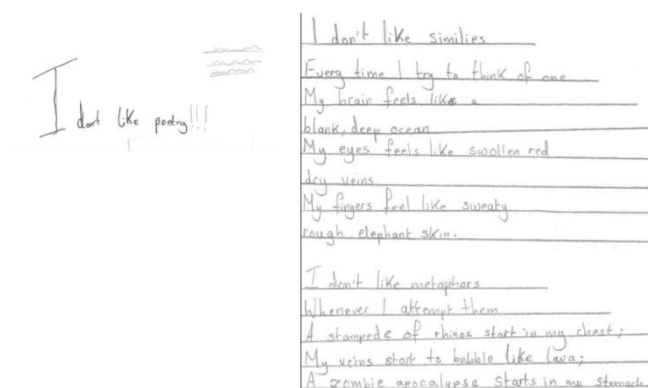 I dont like poetry!!!
I don't like similies
Every time I try to think of one
My brain feels like a
blank, deep ocean
My eyes feels like swollen red
dry veins
My fingers feel like sweaty
rough elephant skin.
I don't like metaphors
Whenever I attempt them
A stampede of rhinos start in my chest;
My veins start to bubble like lava;
A zombie apocalypse starts in my stomach